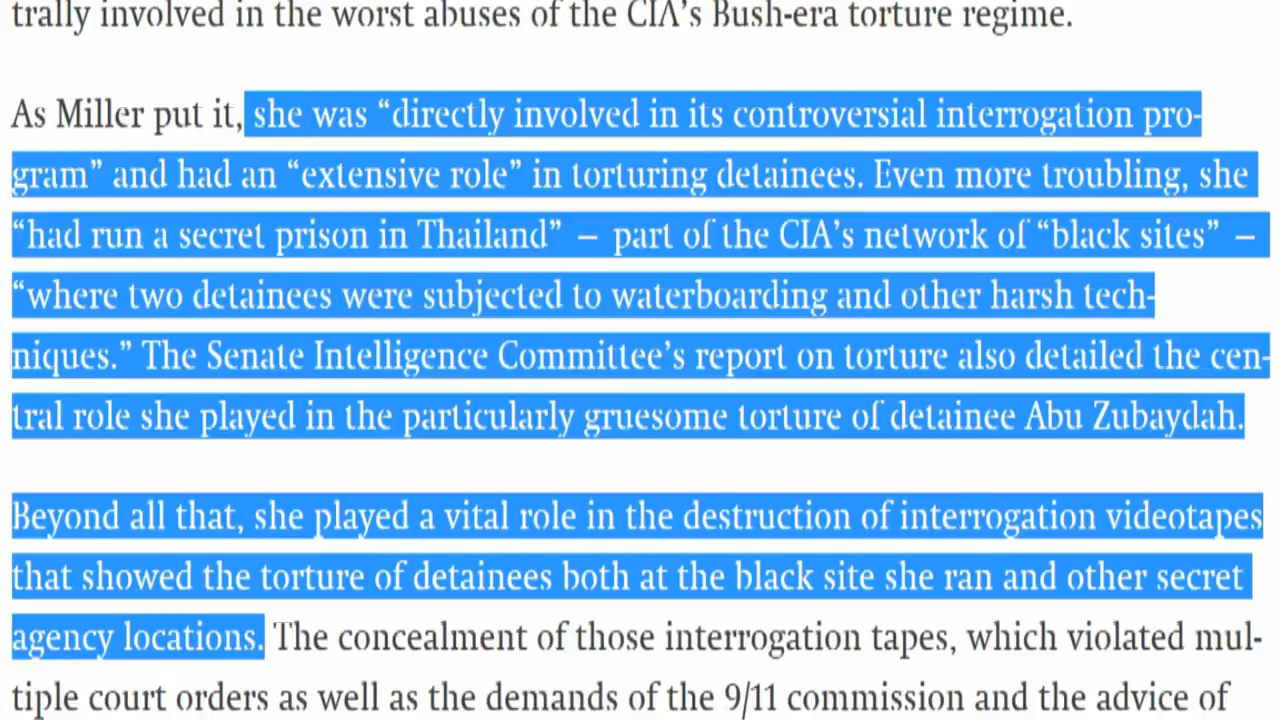 trally involved in the worst abuses of the CIA’s Bush-era torture regime.
As Miller put it, she was “directly involved in its controversial interrogation pro-
gram” and had an “extensive role” in torturing detainees. Even more troubling, she
“had run a secret prison in Thailand” – part of the CIA’s network of “black sites” –
“where two detainees were subjected to waterboarding and other harsh tech-
niques.” The Senate Intelligence Committee’s report on torture also detailed the cen-
tral role she played in the particularly gruesome torture of detainee Abu Zubaydah.
Beyond all that, she played a vital role in the destruction of interrogation videotapes
that showed the torture of detainees both at the black site she ran and other secret
agency locations. The concealment of those interrogation tapes, which violated mul-
tiple court orders as well as the demands of the 9/11 commission and the advice of